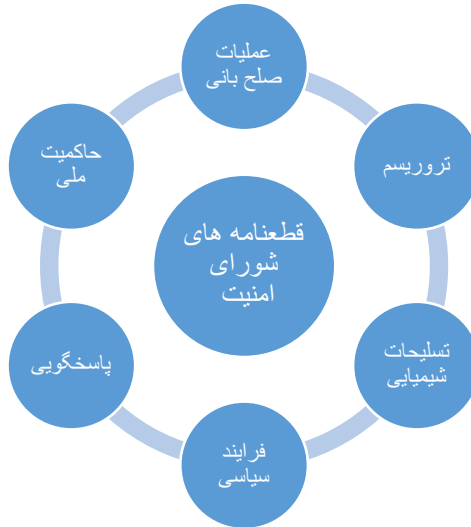 عملیات
صلح بانی
تروریسم
تسلیحات
شیمیایی
فرایند
سیاسی
پاسخگویی
حاکمیت
ملی
قطعنامه های
شورای
امنیت